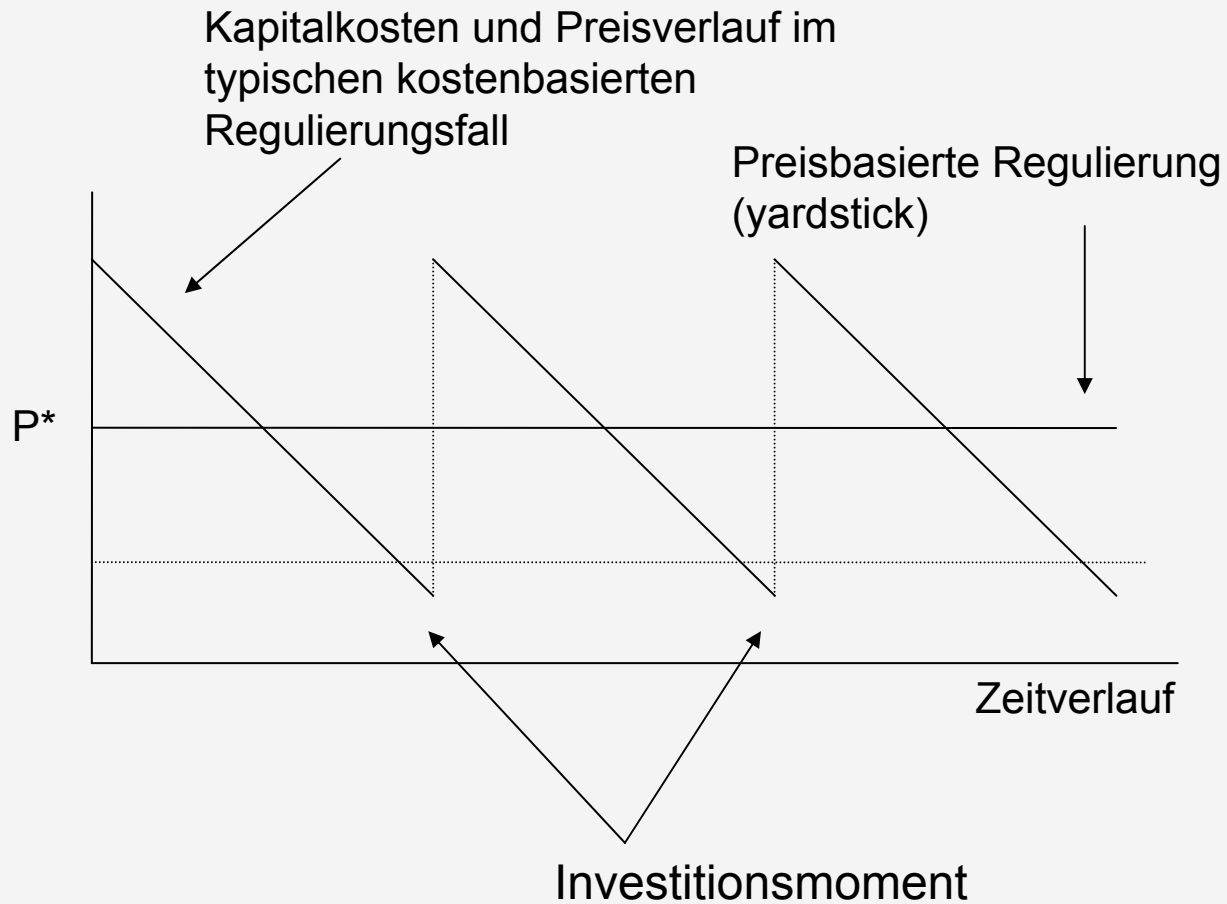 Kapitalkosten und Preisverlauf im
typischen kostenbasierten
Regulierungsfall
Preisbasierte Regulierung
(yardstick)
P*
Zeitverlauf
Investitionsmoment